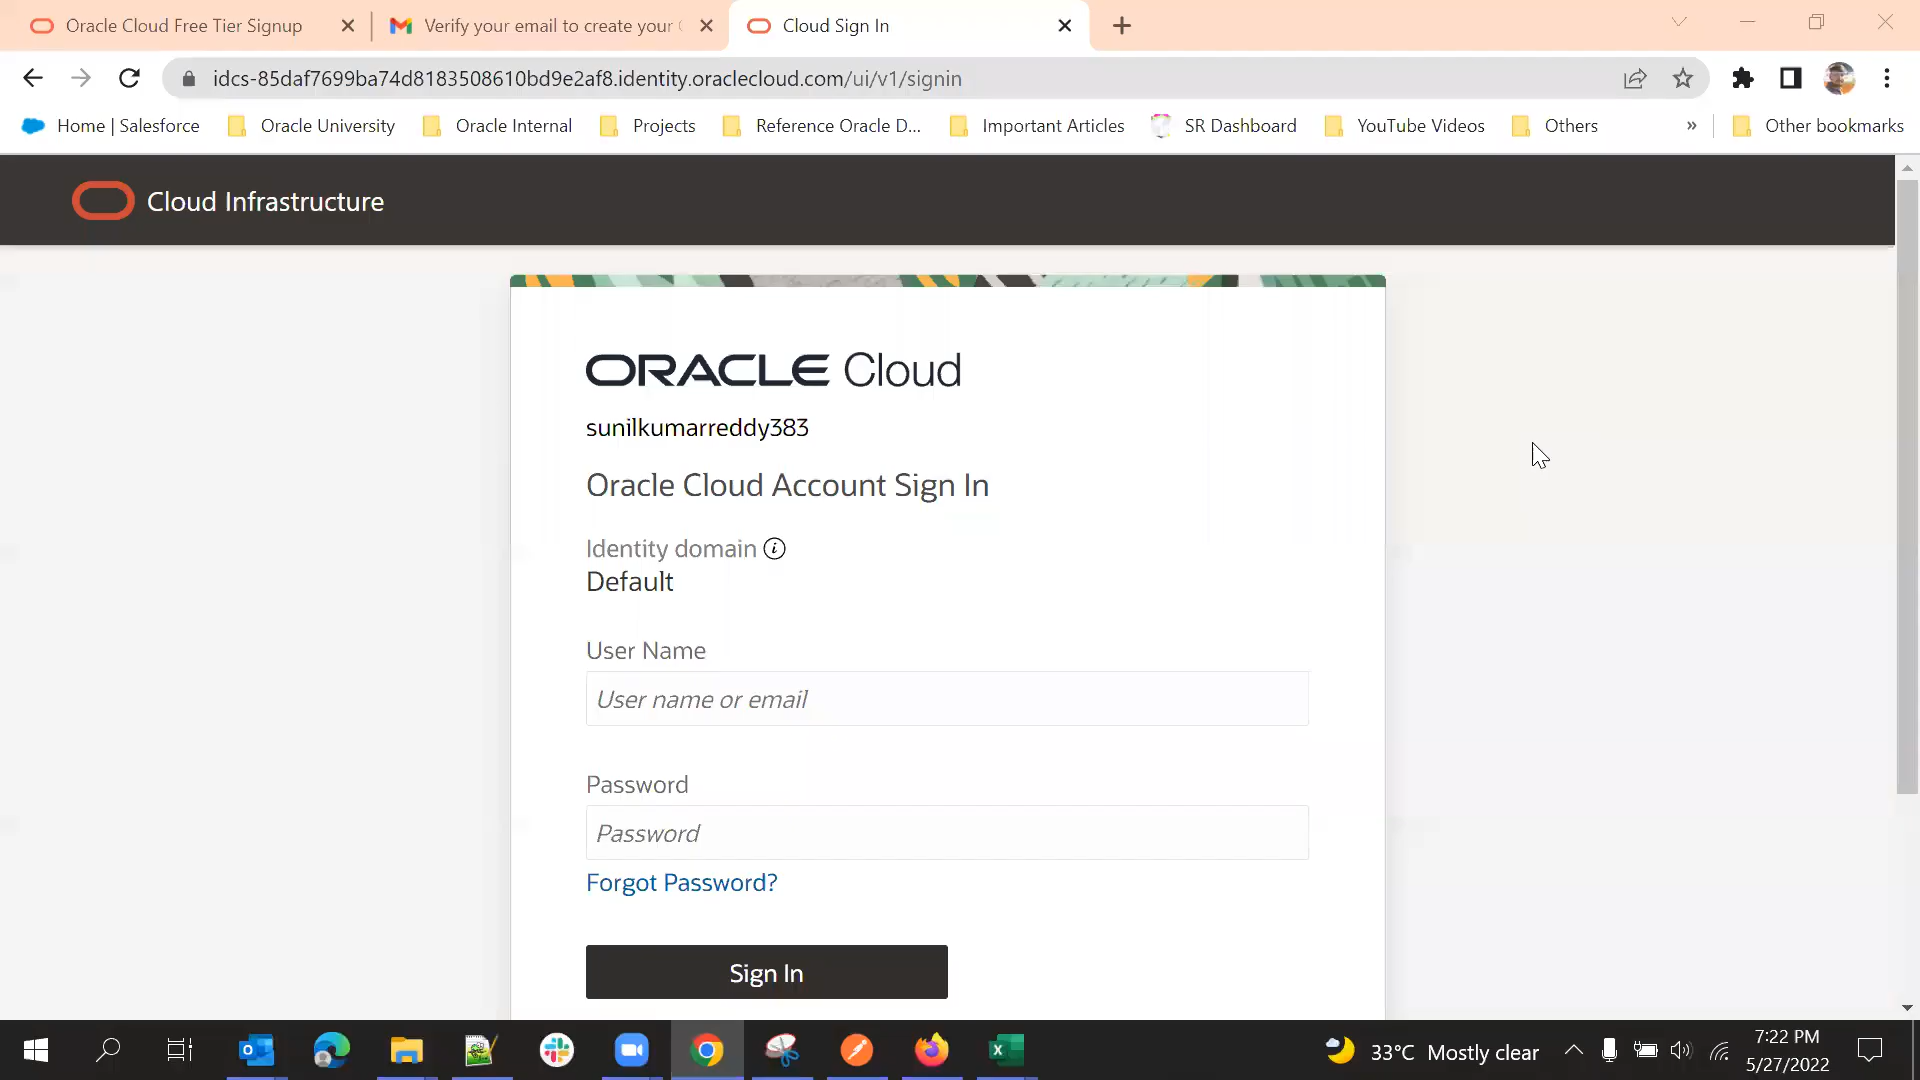 Oracle Cloud Free Tier Signup
Verify your email to create your
Cloud Sign In
idcs-85daf7699ba74d8183508610bd9e2af8.identity.oraclecloud.com/ui/v1/signin
Home | Salesforce
Oracle University
Oracle Internal
Projects
Reference Oracle D...
Important Articles
SR Dashboard
YouTube Videos
Others
»
Other bookmarks
Cloud Infrastructure
ORACLE Cloud
sunilkumarreddy383
Oracle Cloud Account Sign In
Identity domain
Default
User Name
User name or email
Password
Password
Forgot Password?
Sign In
33°C Mostly clear
7:22 PM
5/27/2022